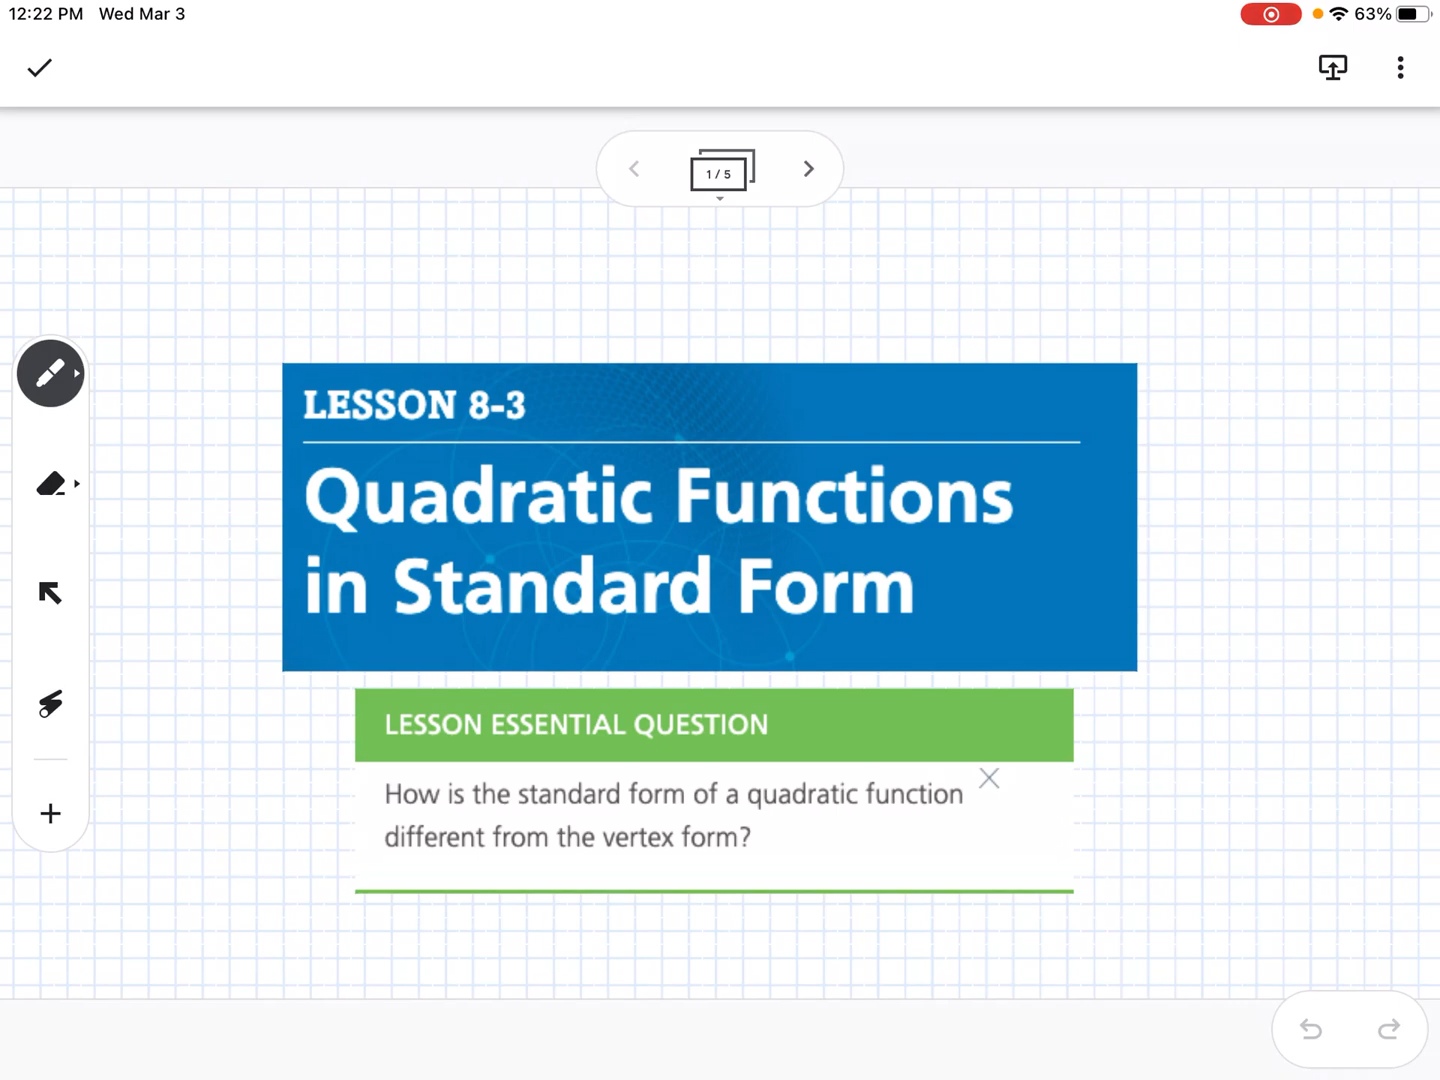 12:22 PM Wed Mar 3
63%
1 / 5
LESSON 8-3
Quadratic Functions
in Standard Form
LESSON ESSENTIAL QUESTION
How is the standard form of a quadratic function
different from the vertex form?